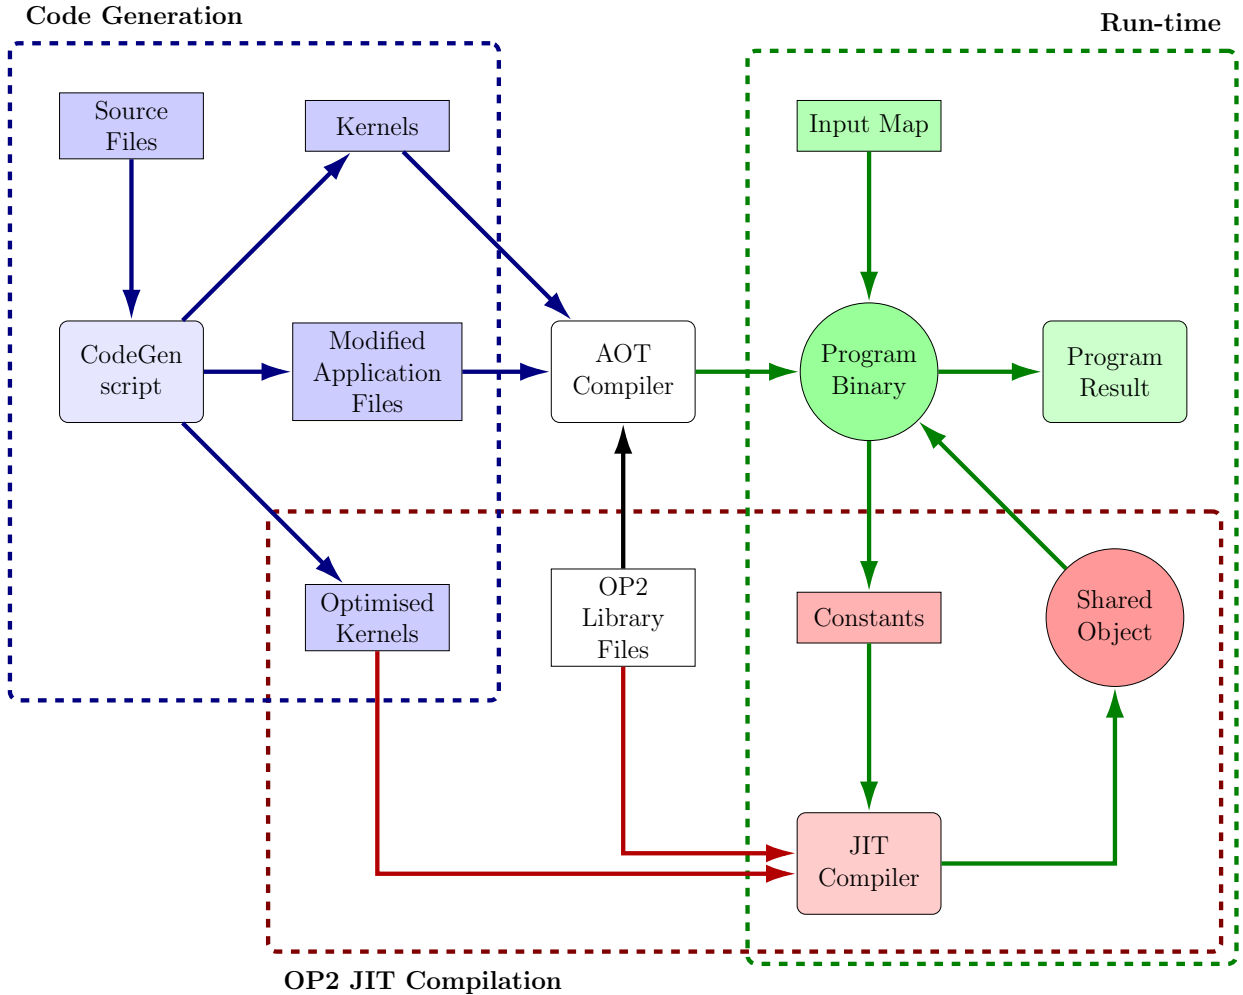 Code Generation
Run-time
Source
Files
Kernels
Input Map
CodeGen
script
Modified
Application
Files
AOT
Compiler
Program
Binary
Program
Result
Optimised
Kernels
OP2
Library
Files
Constants
Shared
Object
JIT
Compiler
OP2 JIT Compilation